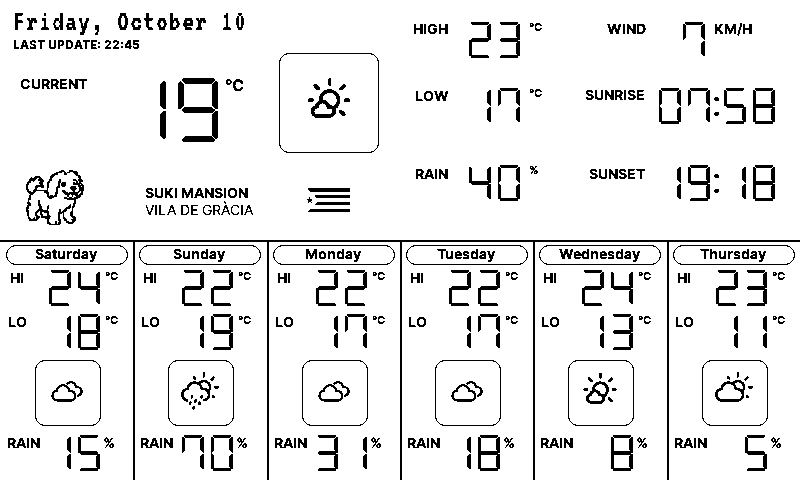 Friday, October 10
LAST UPDATE: 22:45
CURRENT 19 °C
SUKI MANSION
VILA DE GRÀCIA
HIGH 23 °C
LOW 17 °C
RAIN 40 %
WIND 7 KM/H
SUNRISE 07:58
SUNSET 19:18
Saturday
HI 24 °C
LO 18 °C
RAIN 15 %
Sunday
HI 22 °C
LO 19 °C
RAIN 70 %
Monday
HI 22 °C
LO 17 °C
RAIN 31 %
Tuesday
HI 22 °C
LO 17 °C
RAIN 18 %
Wednesday
HI 24 °C
LO 13 °C
RAIN 8 %
Thursday
HI 23 °C
LO 11 °C
RAIN 5 %